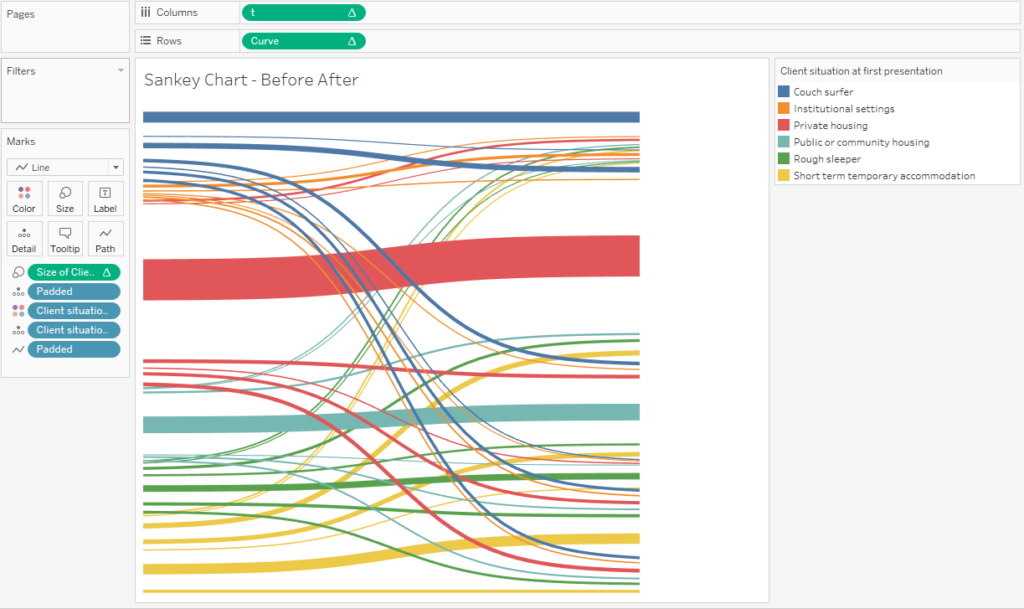 Pages
Columns
t
Rows
Curve
Filters
Sankey Chart - Before After
Client situation at first presentation
Couch surfer
Institutional settings
Private housing
Public or community housing
Rough sleeper
Short term temporary accommodation
Marks
Line
Color
Size
Label
Detail
Tooltip
Path
Size of Clie..
Padded
Client situatio..
Client situatio..
Padded